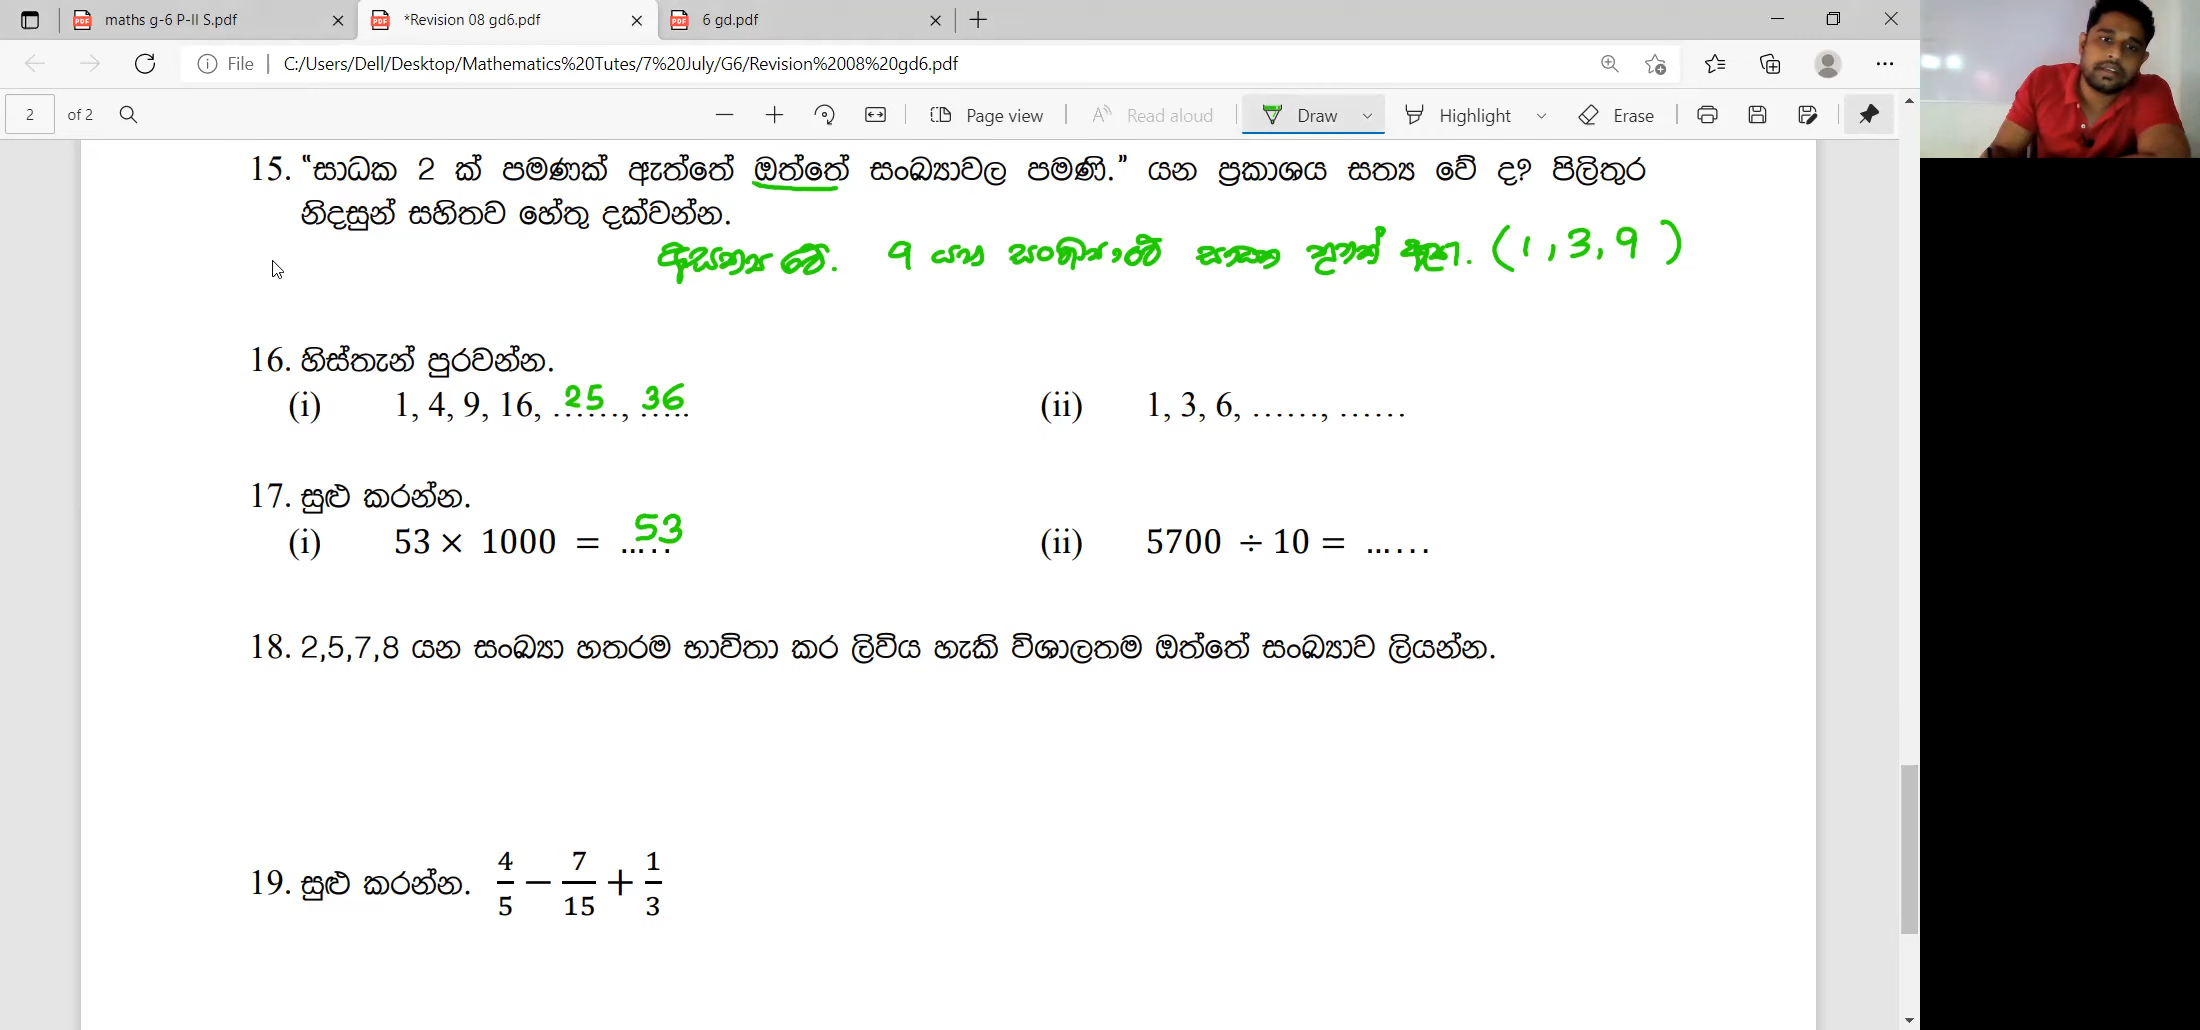 maths g-6 P-II S.pdf
*Revision 08 gd6.pdf
6 gd.pdf
File
C:/Users/Dell/Desktop/Mathematics%20Tutes/7%20July/G6/Revision%2008%20gd6.pdf
2 of 2
Page view
Read aloud
Draw
Highlight
Erase
15. “සාධක 2 ක් පමණක් ඇත්තේ ඔත්තේ සංඛ්‍යාවල පමණි.” යන ප්‍රකාශය සත්‍ය වේ ද? පිලිතුර
නිදසුන් සහිතව හේතු දක්වන්න.
අසත්‍ය වේ. 9 යන සංඛ්‍යාවේ සාධක තුනක් ඇත. (1, 3, 9)
16. හිස්තැන් පුරවන්න.
(i) 1, 4, 9, 16, 25, 36
(ii) 1, 3, 6, ……, ……
17. සුළු කරන්න.
(i) 53 × 1000 = 53
(ii) 5700 ÷ 10 = ……
18. 2,5,7,8 යන සංඛ්‍යා හතරම භාවිතා කර ලිවිය හැකි විශාලතම ඔත්තේ සංඛ්‍යාව ලියන්න.
19. සුළු කරන්න. 4/5 − 7/15 + 1/3